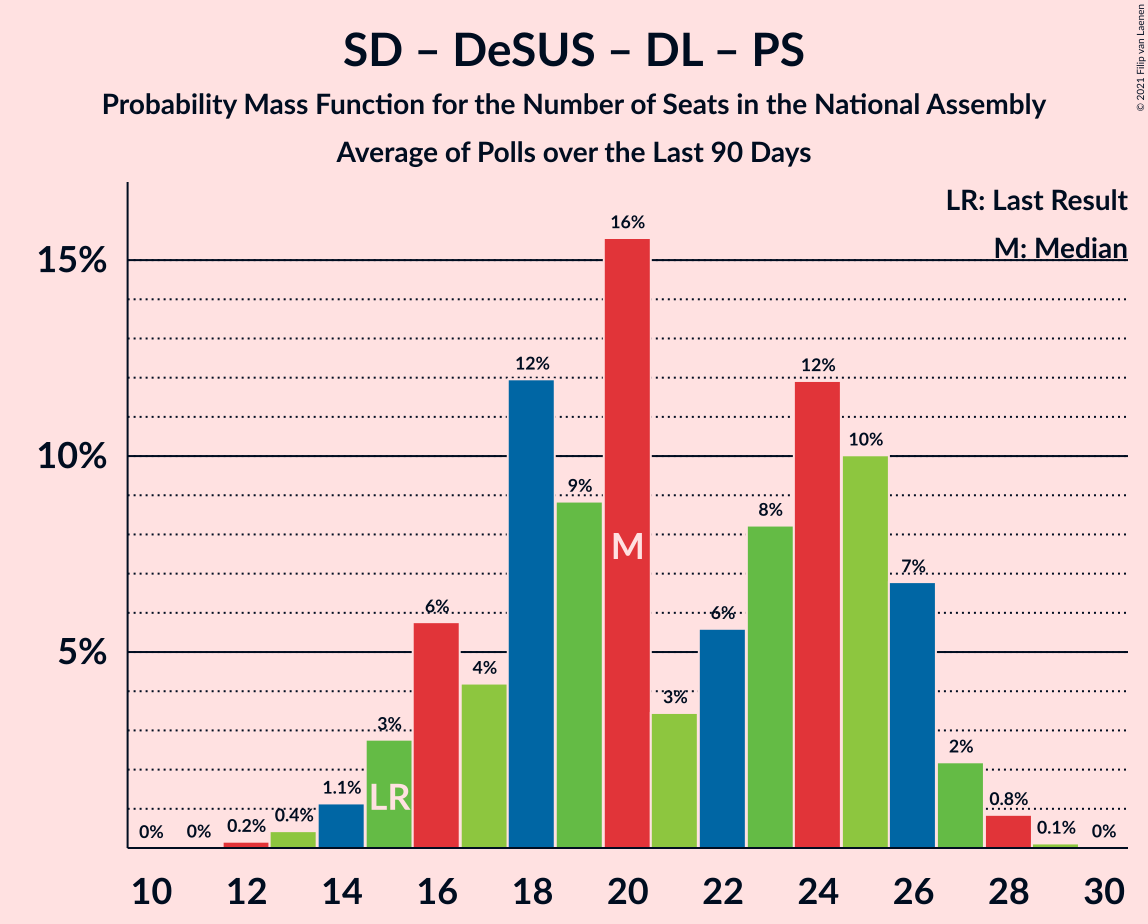 SD – DeSUS – DL – PS
Probability Mass Function for the Number of Seats in the National Assembly
Average of Polls over the Last 90 Days
© 2021 Filip van Laenen
LR: Last Result
M: Median
15%
10%
5%
0%
0%
0.2%
0.4%
1.1%
3%
6%
4%
12%
9%
16%
3%
6%
8%
12%
10%
7%
2%
0.8%
0.1%
0%
LR
M
10 12 14 16 18 20 22 24 26 28 30